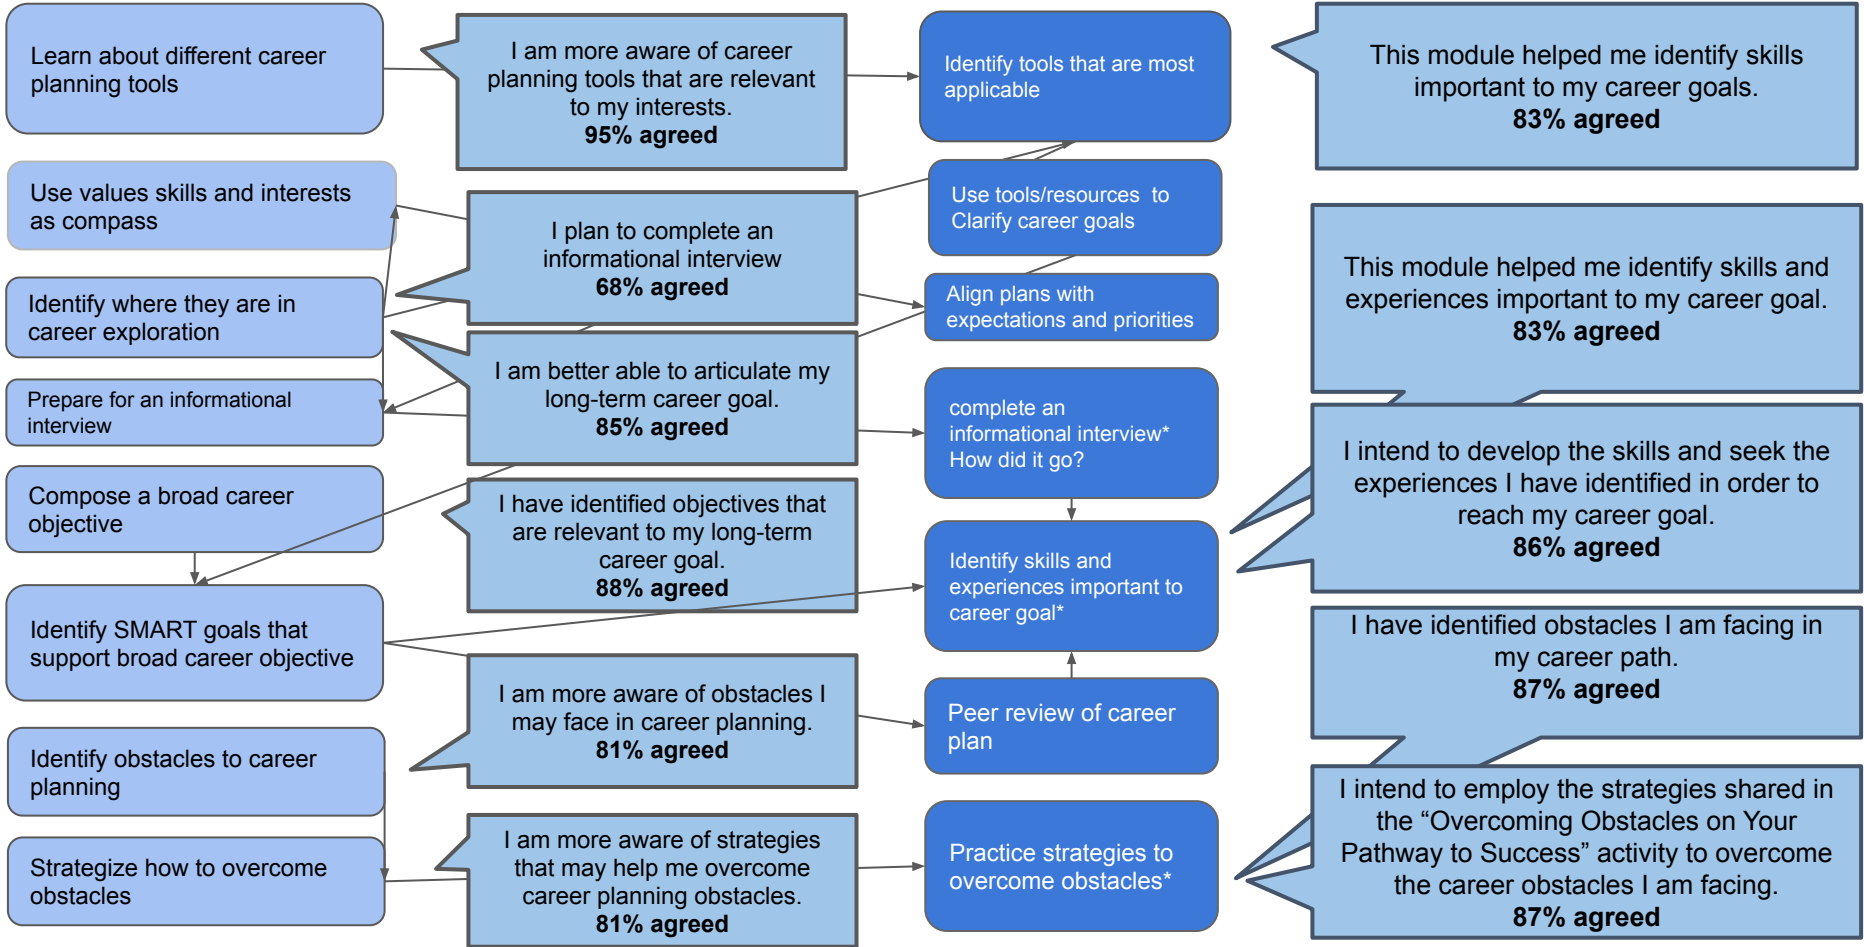 Learn about different career
planning tools
Use values skills and interests
as compass
Identify where they are in
career exploration
Prepare for an informational
interview
Compose a broad career
objective
Identify SMART goals that
support broad career objective
Identify obstacles to career
planning
Strategize how to overcome
obstacles
I am more aware of career
planning tools that are relevant
to my interests.
95% agreed
I plan to complete an
informational interview
68% agreed
I am better able to articulate my
long-term career goal.
85% agreed
I have identified objectives that
are relevant to my long-term
career goal.
88% agreed
I am more aware of obstacles I
may face in career planning.
81% agreed
I am more aware of strategies
that may help me overcome
career planning obstacles.
81% agreed
Identify tools that are most
applicable
Use tools/resources to
Clarify career goals
Align plans with
expectations and priorities
complete an
informational interview*
How did it go?
Identify skills and
experiences important to
career goal*
Peer review of career
plan
Practice strategies to
overcome obstacles*
This module helped me identify skills
important to my career goals.
83% agreed
This module helped me identify skills and
experiences important to my career goal.
83% agreed
I intend to develop the skills and seek the
experiences I have identified in order to
reach my career goal.
86% agreed
I have identified obstacles I am facing in
my career path.
87% agreed
I intend to employ the strategies shared in
the “Overcoming Obstacles on Your
Pathway to Success” activity to overcome
the career obstacles I am facing.
87% agreed